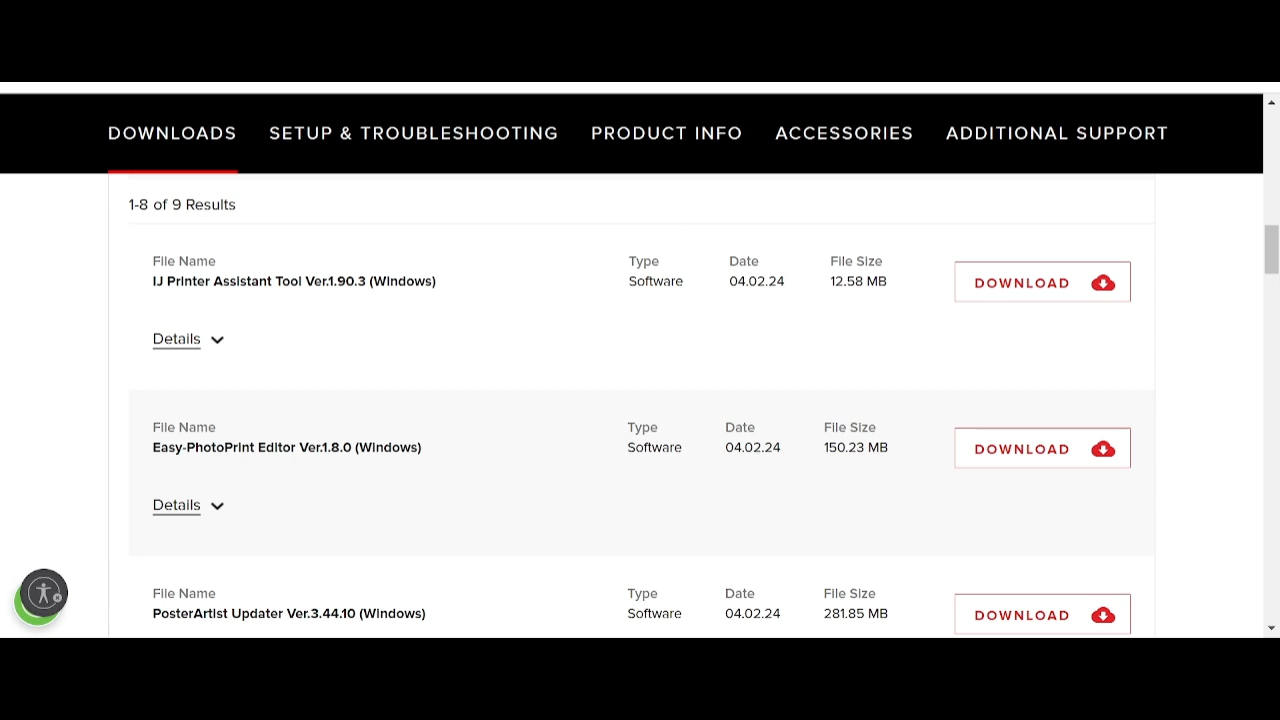 DOWNLOADS SETUP & TROUBLESHOOTING PRODUCT INFO ACCESSORIES ADDITIONAL SUPPORT
1-8 of 9 Results
File Name Type Date File Size
IJ Printer Assistant Tool Ver.1.90.3 (Windows) Software 04.02.24 12.58 MB DOWNLOAD
Details
File Name Type Date File Size
Easy-PhotoPrint Editor Ver.1.8.0 (Windows) Software 04.02.24 150.23 MB DOWNLOAD
Details
File Name Type Date File Size
PosterArtist Updater Ver.3.44.10 (Windows) Software 04.02.24 281.85 MB DOWNLOAD